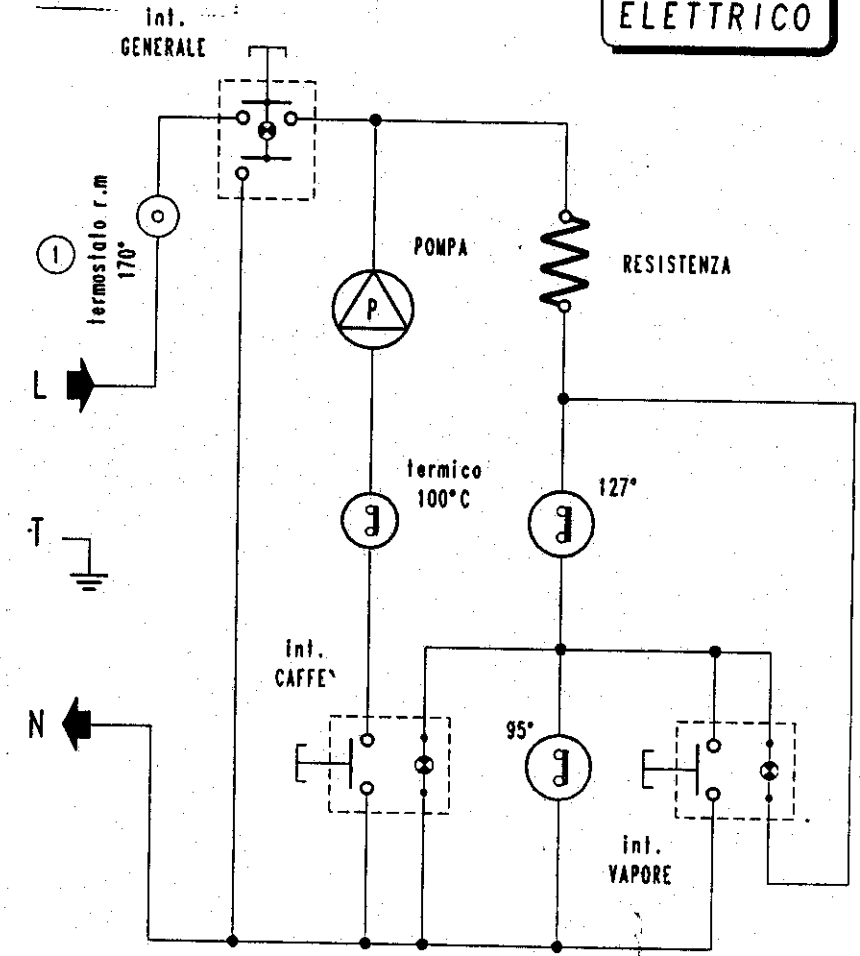 ELETTRICO
int.
GENERALE
1
termostato r.m
170°
POMPA
P
RESISTENZA
L
termico
100°C
127°
T
int.
CAFFE`
N
95°
int.
VAPORE